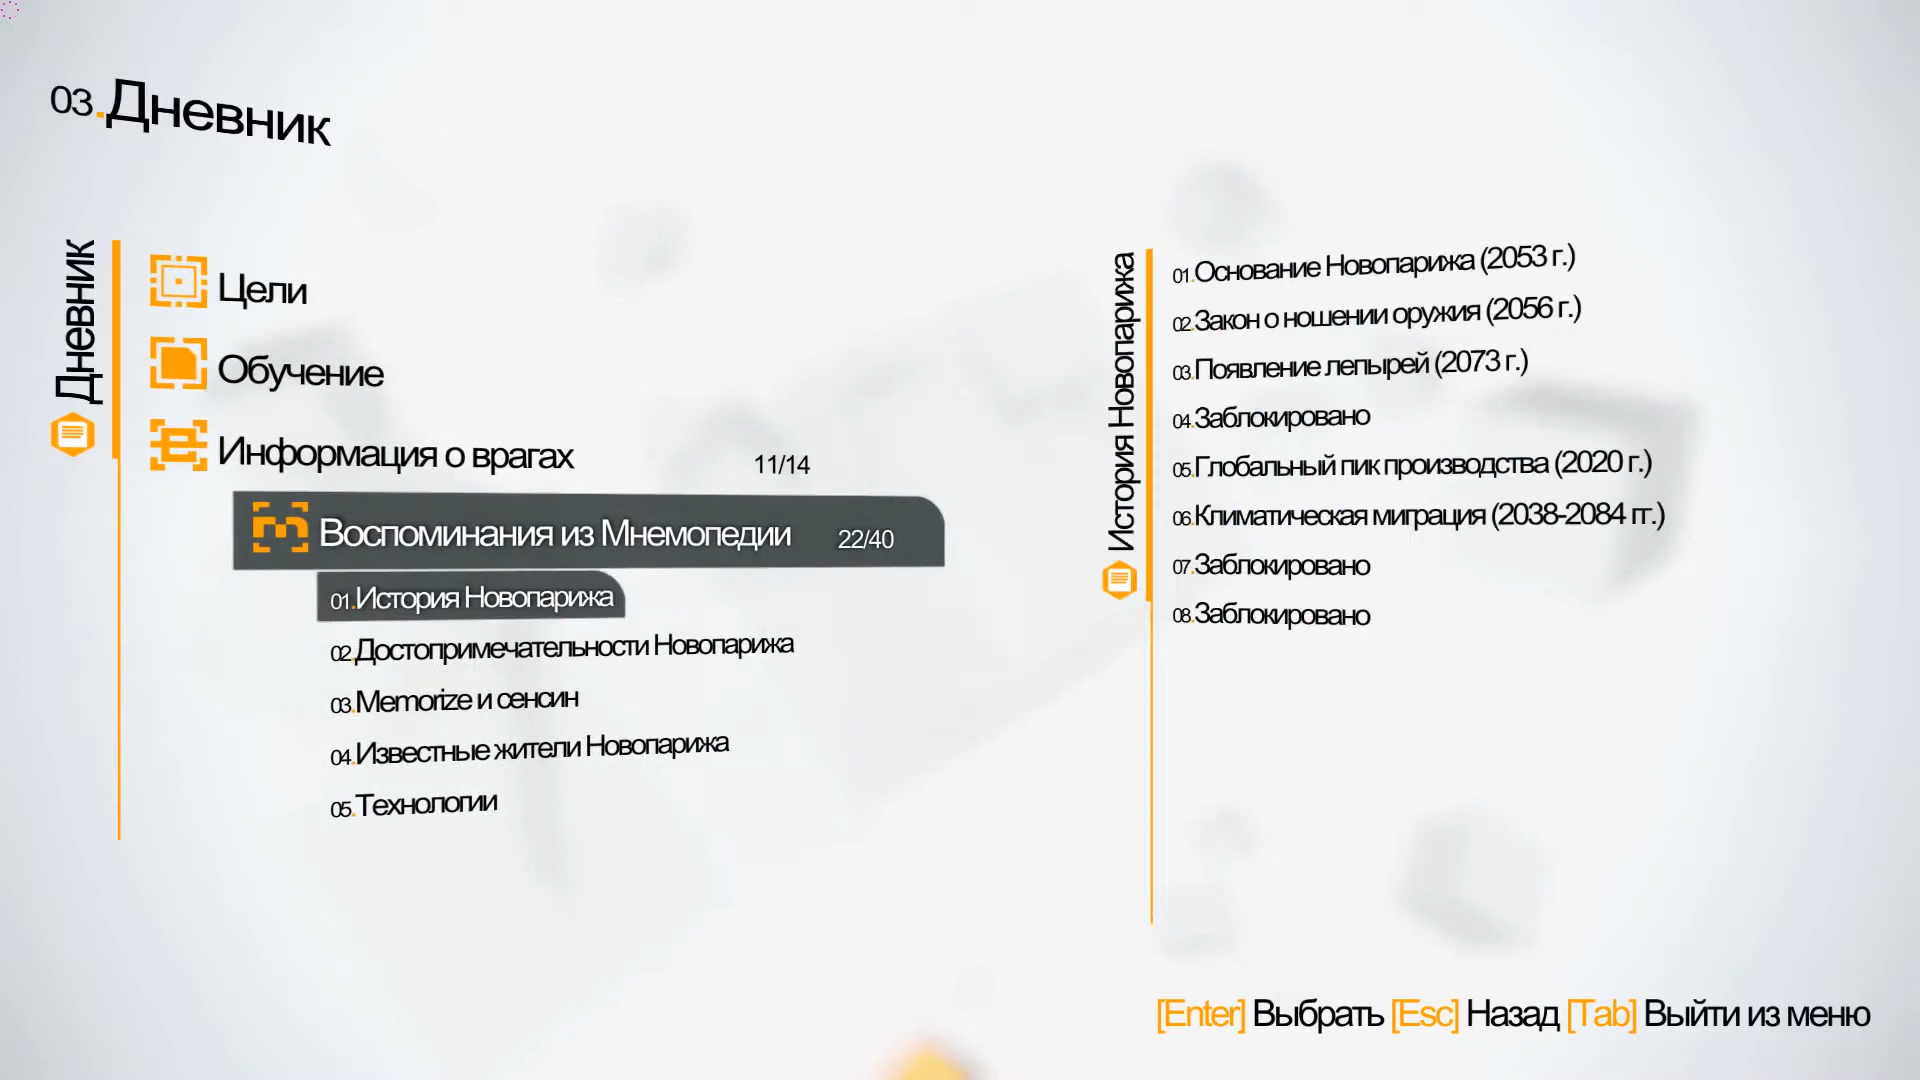 03.Дневник
Дневник
Цели
Обучение
Информация о врагах 11/14
Воспоминания из Мнемопедии 22/40
01.История Новопарижа
02.Достопримечательности Новопарижа
03.Memorize и сенсин
04.Известные жители Новопарижа
05.Технологии
История Новопарижа
01.Основание Новопарижа (2053 г.)
02.Закон о ношении оружия (2056 г.)
03.Появление лепырей (2073 г.)
04.Заблокировано
05.Глобальный пик производства (2020 г.)
06.Климатическая миграция (2038-2084 гг.)
07.Заблокировано
08.Заблокировано
[Enter] Выбрать [Esc] Назад [Tab] Выйти из меню